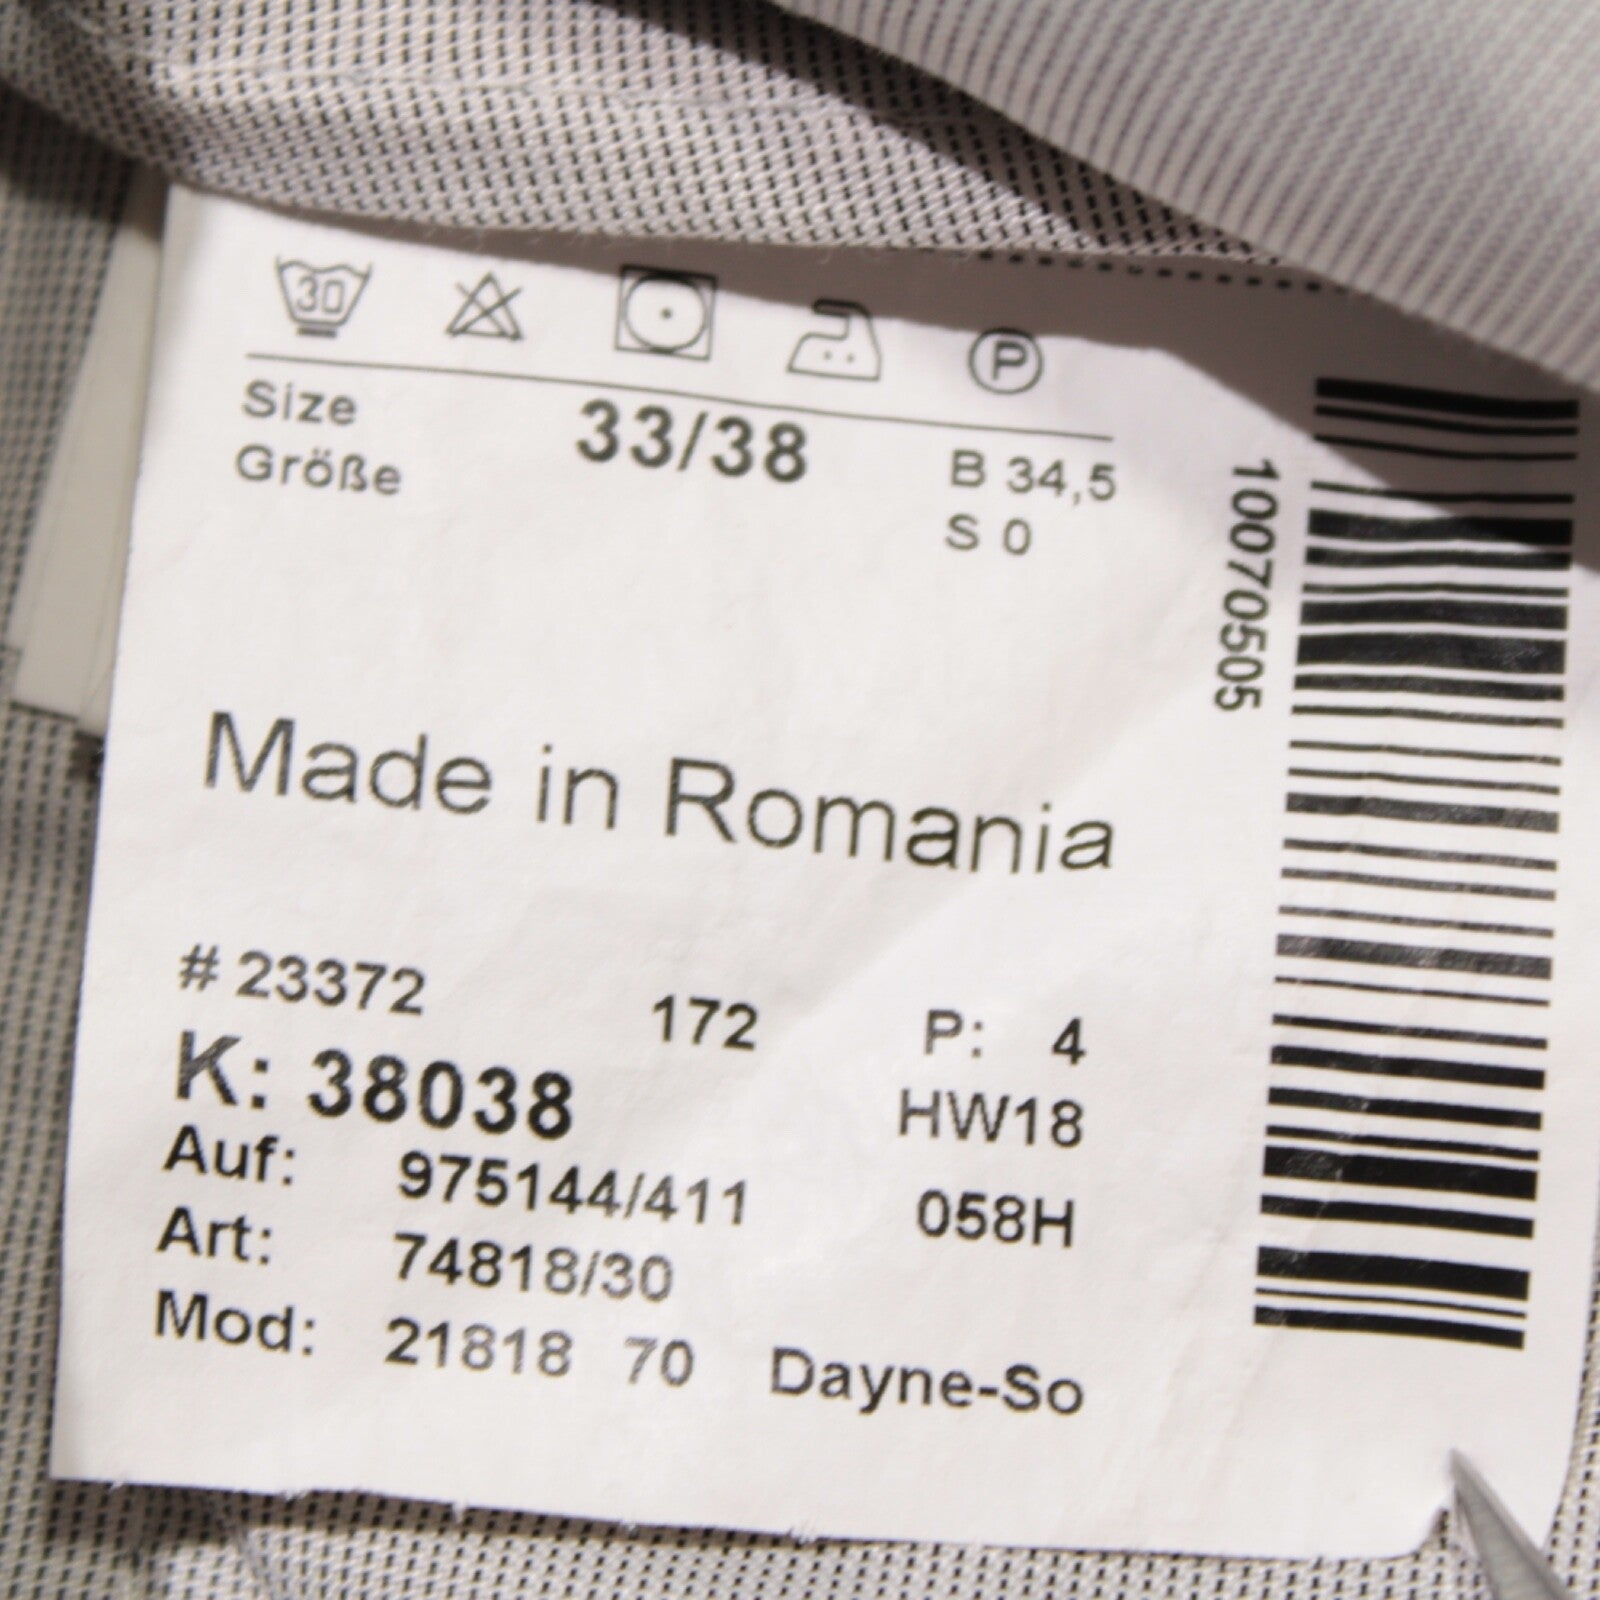 30
P
Size 33/38 B 34,5
Größe S 0
Made in Romania
# 23372 172 P: 4
K: 38038 HW18
Auf: 975144/411 058H
Art: 74818/30
Mod: 21818 70 Dayne-So
10070505